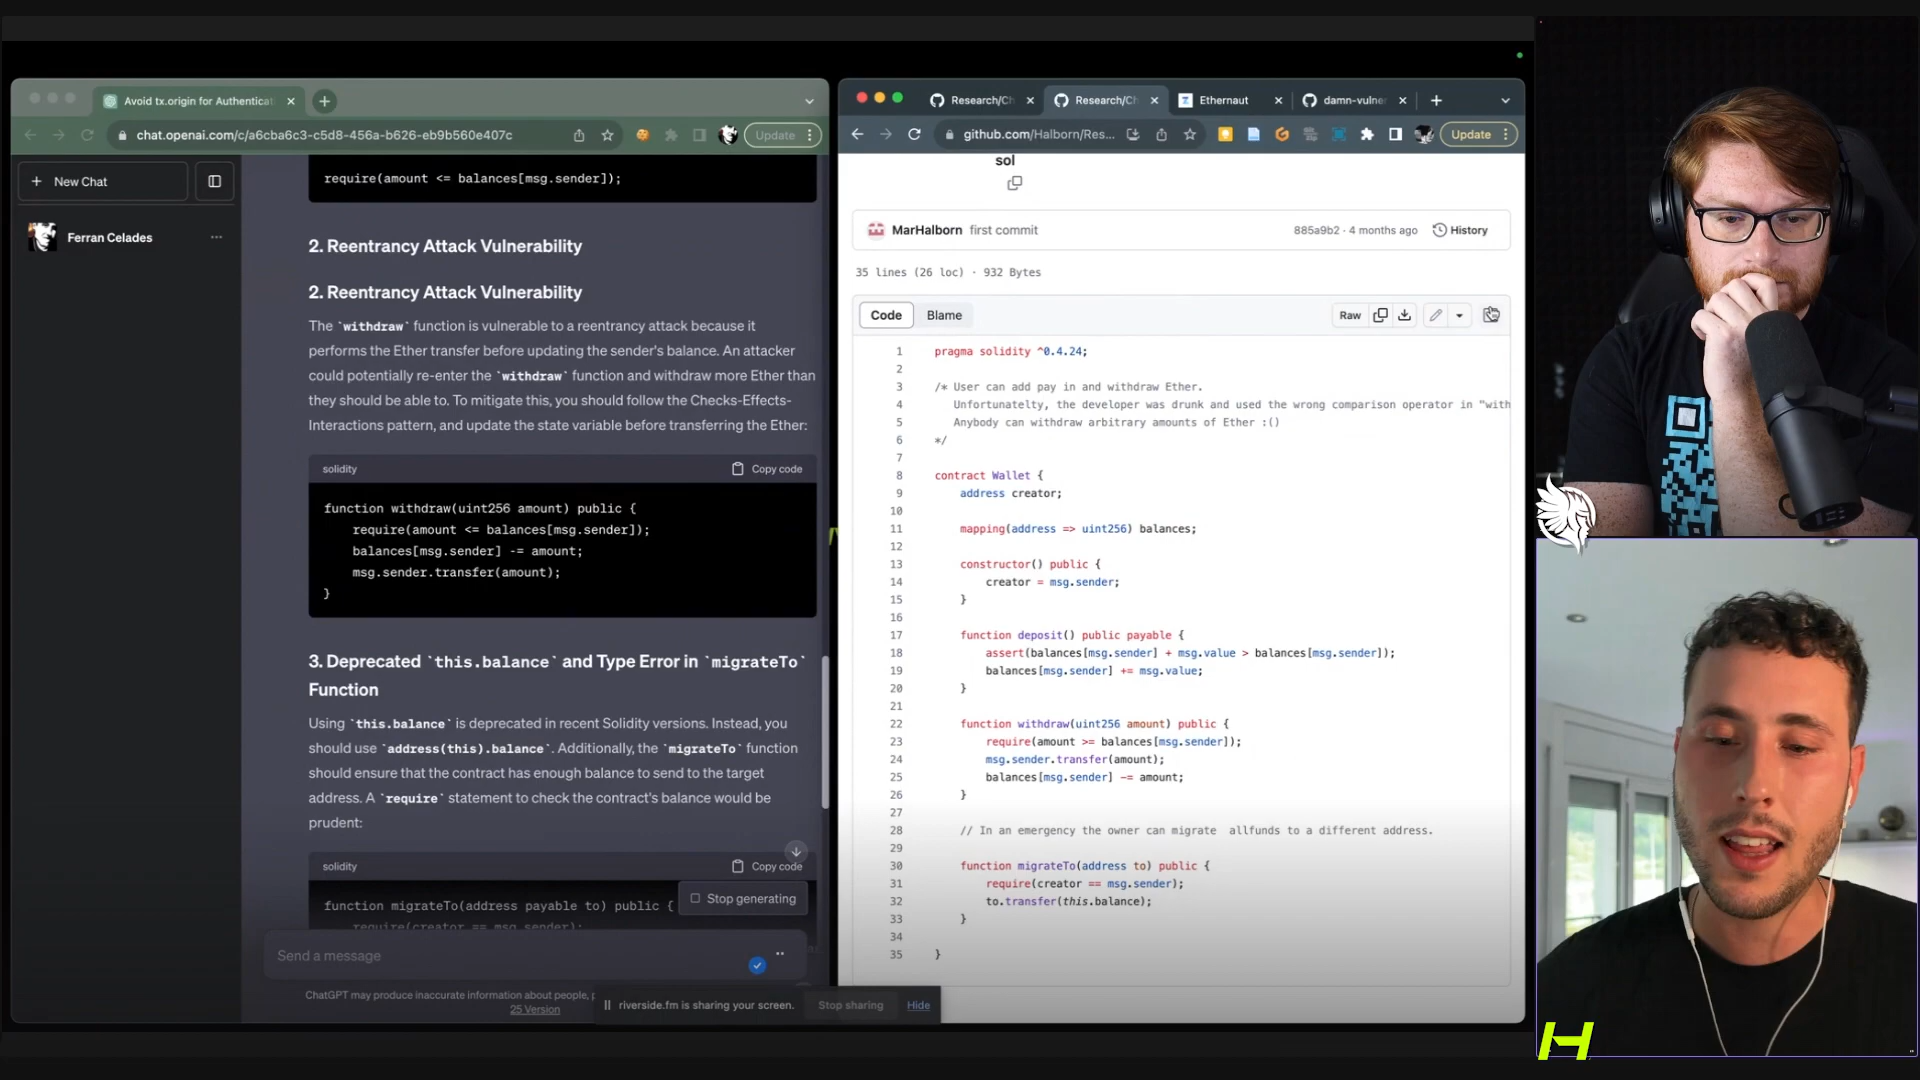 Avoid tx.origin for Authenticat
chat.openai.com/c/a6cba6c3-c5d8-456a-b626-eb9b560e407c
Update
New Chat
Ferran Celades
require(amount <= balances[msg.sender]);
2. Reentrancy Attack Vulnerability
2. Reentrancy Attack Vulnerability
The `withdraw` function is vulnerable to a reentrancy attack because it
performs the Ether transfer before updating the sender's balance. An attacker
could potentially re-enter the `withdraw` function and withdraw more Ether than
they should be able to. To mitigate this, you should follow the Checks-Effects-
Interactions pattern, and update the state variable before transferring the Ether:
solidity
Copy code
function withdraw(uint256 amount) public {
require(amount <= balances[msg.sender]);
balances[msg.sender] -= amount;
msg.sender.transfer(amount);
}
3. Deprecated `this.balance` and Type Error in `migrateTo`
Function
Using `this.balance` is deprecated in recent Solidity versions. Instead, you
should use `address(this).balance`. Additionally, the `migrateTo` function
should ensure that the contract has enough balance to send to the target
address. A `require` statement to check the contract's balance would be
prudent:
solidity
Copy code
function migrateTo(address payable to) public {
require(creator == msg.sender);
Stop generating
Send a message
ChatGPT may produce inaccurate information about people, p
25 Version
riverside.fm is sharing your screen.
Stop sharing
Hide
Research/Ch
Research/Ch
Ethernaut
damn-vulner
github.com/Halborn/Res...
Update
sol
MarHalborn first commit
885a9b2 · 4 months ago
History
35 lines (26 loc) · 932 Bytes
Code
Blame
Raw
1 pragma solidity ^0.4.24;
2
3 /* User can add pay in and withdraw Ether.
4 Unfortunatelty, the developer was drunk and used the wrong comparison operator in "with
5 Anybody can withdraw arbitrary amounts of Ether :()
6 */
7
8 contract Wallet {
9 address creator;
10
11 mapping(address => uint256) balances;
12
13 constructor() public {
14 creator = msg.sender;
15 }
16
17 function deposit() public payable {
18 assert(balances[msg.sender] + msg.value > balances[msg.sender]);
19 balances[msg.sender] += msg.value;
20 }
21
22 function withdraw(uint256 amount) public {
23 require(amount >= balances[msg.sender]);
24 msg.sender.transfer(amount);
25 balances[msg.sender] -= amount;
26 }
27
28 // In an emergency the owner can migrate  allfunds to a different address.
29
30 function migrateTo(address to) public {
31 require(creator == msg.sender);
32 to.transfer(this.balance);
33 }
34
35 }
H